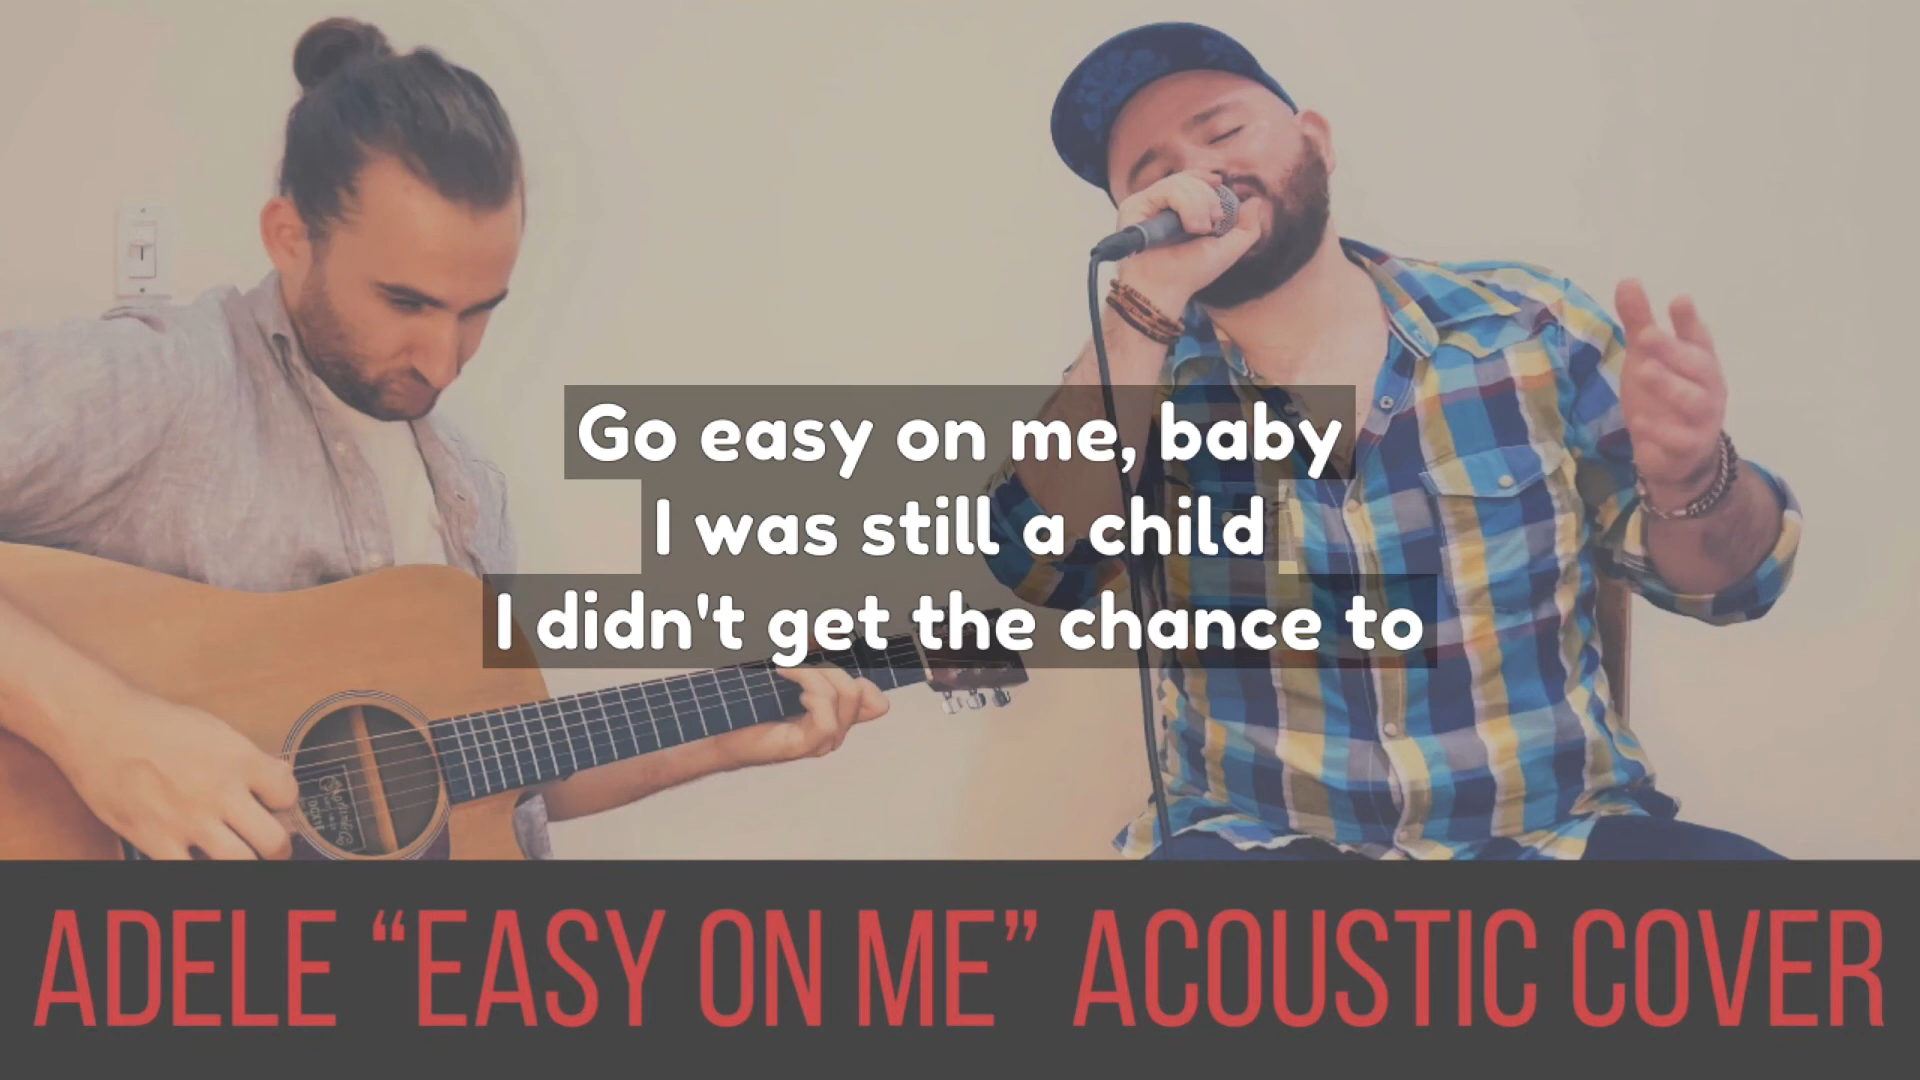 Go easy on me, baby
I was still a child
I didn't get the chance to
ADELE “EASY ON ME” ACOUSTIC COVER